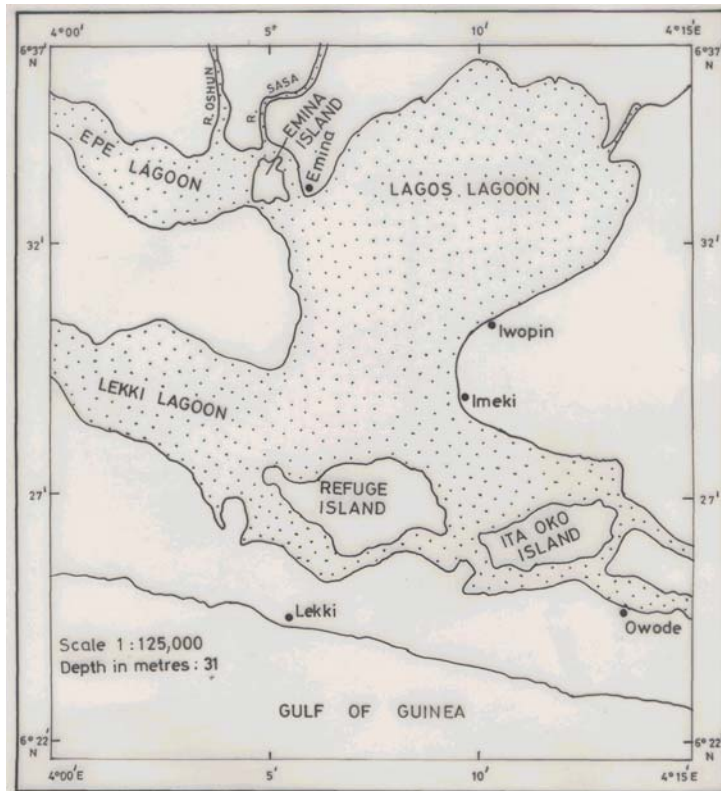 4°00' 5' 10' 4°15'
6°37'
N
6°37'
N
R. OSHUN
R. SASA
EMINA
ISLAND
Emina
EPE LAGOON
LAGOS LAGOON
32'
32'
Iwopin
Imeki
LEKKI LAGOON
27'
27'
REFUGE
ISLAND
ITA OKO
ISLAND
Lekki
Owode
Scale 1:125,000
Depth in metres: 31
GULF OF GUINEA
6°22'
N
6°22'
N
4°00'E 5' 10' 4°15'E